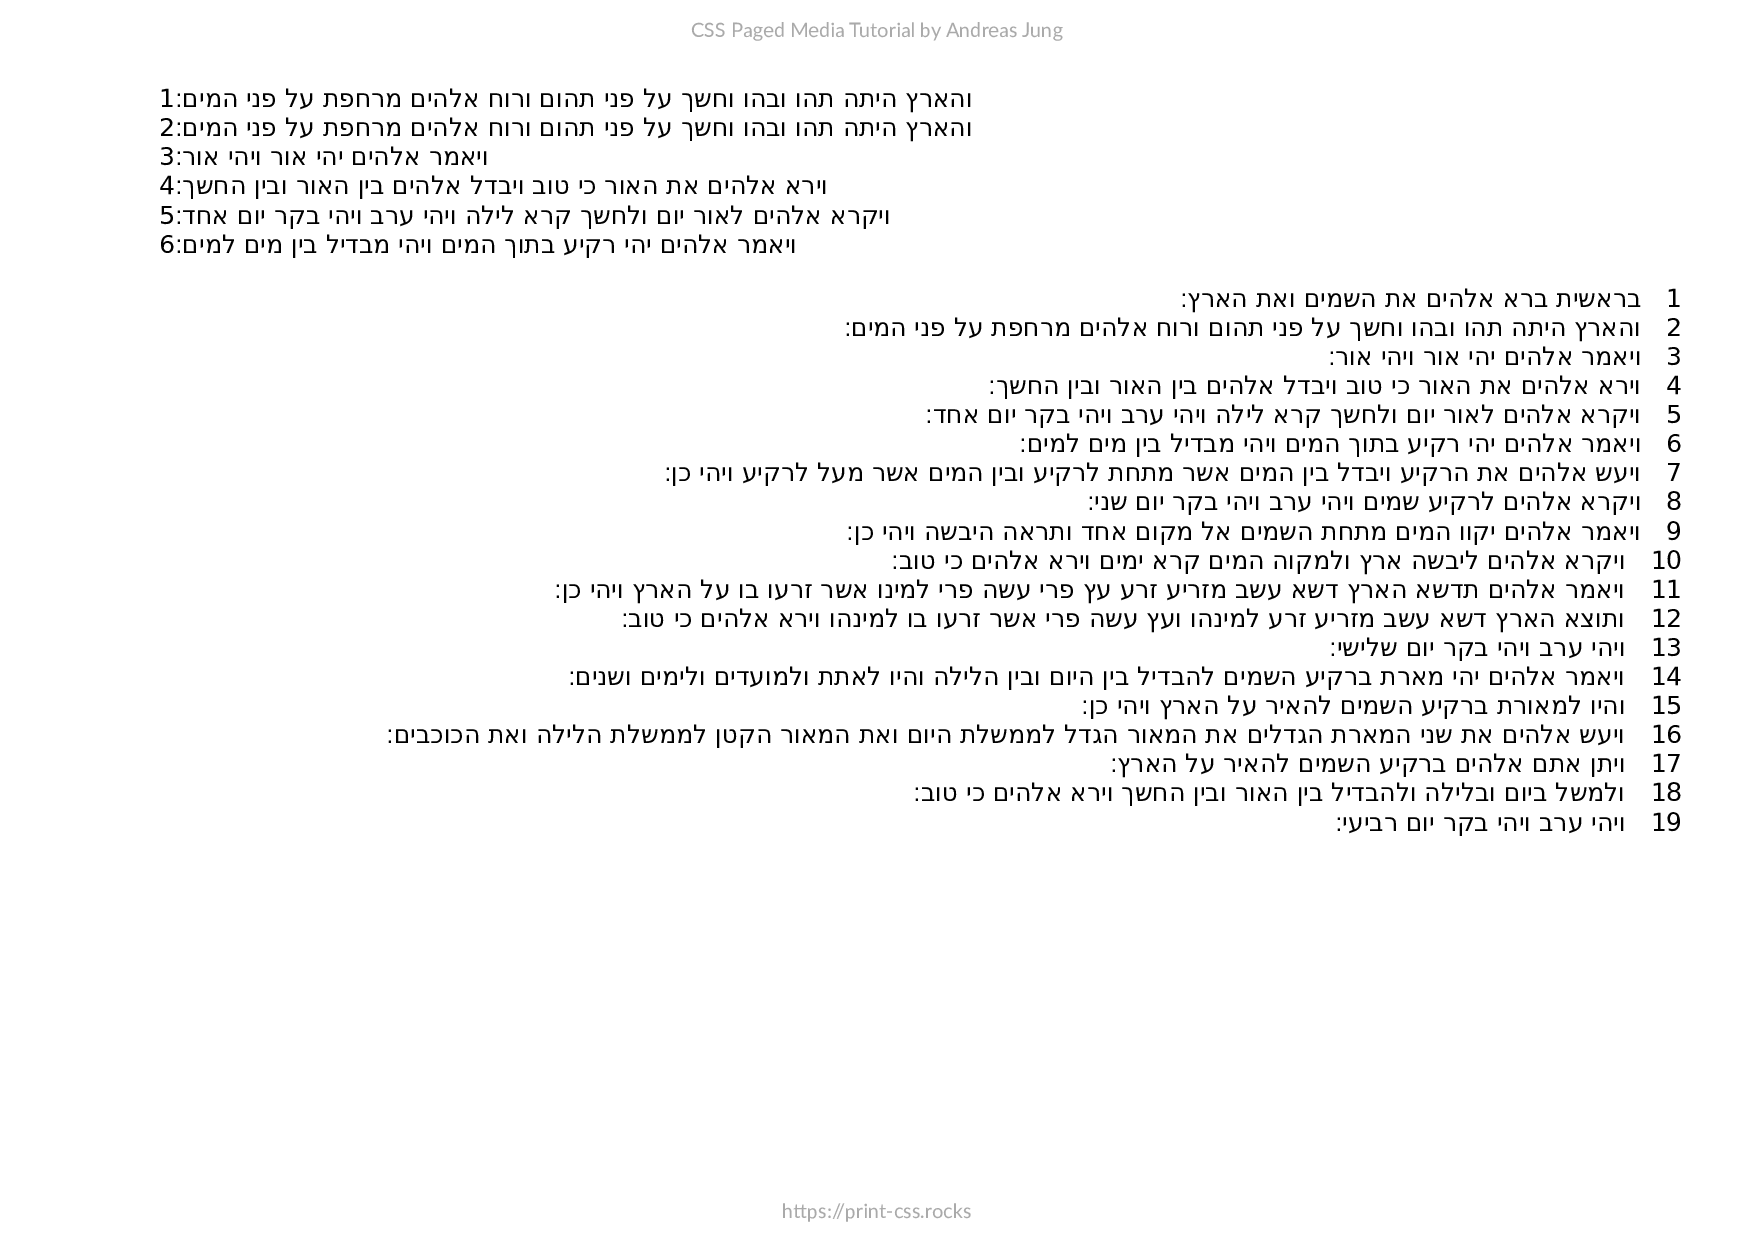 CSS Paged Media Tutorial by Andreas Jung
והארץ היתה תהו ובהו וחשך על פני תהום ורוח אלהים מרחפת על פני המים:1
והארץ היתה תהו ובהו וחשך על פני תהום ורוח אלהים מרחפת על פני המים:2
ויאמר אלהים יהי אור ויהי אור:3
וירא אלהים את האור כי טוב ויבדל אלהים בין האור ובין החשך:4
ויקרא אלהים לאור יום ולחשך קרא לילה ויהי ערב ויהי בקר יום אחד:5
ויאמר אלהים יהי רקיע בתוך המים ויהי מבדיל בין מים למים:6
1 בראשית ברא אלהים את השמים ואת הארץ:
2 והארץ היתה תהו ובהו וחשך על פני תהום ורוח אלהים מרחפת על פני המים:
3 ויאמר אלהים יהי אור ויהי אור:
4 וירא אלהים את האור כי טוב ויבדל אלהים בין האור ובין החשך:
5 ויקרא אלהים לאור יום ולחשך קרא לילה ויהי ערב ויהי בקר יום אחד:
6 ויאמר אלהים יהי רקיע בתוך המים ויהי מבדיל בין מים למים:
7 ויעש אלהים את הרקיע ויבדל בין המים אשר מתחת לרקיע ובין המים אשר מעל לרקיע ויהי כן:
8 ויקרא אלהים לרקיע שמים ויהי ערב ויהי בקר יום שני:
9 ויאמר אלהים יקוו המים מתחת השמים אל מקום אחד ותראה היבשה ויהי כן:
10 ויקרא אלהים ליבשה ארץ ולמקוה המים קרא ימים וירא אלהים כי טוב:
11 ויאמר אלהים תדשא הארץ דשא עשב מזריע זרע עץ פרי עשה פרי למינו אשר זרעו בו על הארץ ויהי כן:
12 ותוצא הארץ דשא עשב מזריע זרע למינהו ועץ עשה פרי אשר זרעו בו למינהו וירא אלהים כי טוב:
13 ויהי ערב ויהי בקר יום שלישי:
14 ויאמר אלהים יהי מארת ברקיע השמים להבדיל בין היום ובין הלילה והיו לאתת ולמועדים ולימים ושנים:
15 והיו למאורת ברקיע השמים להאיר על הארץ ויהי כן:
16 ויעש אלהים את שני המארת הגדלים את המאור הגדל לממשלת היום ואת המאור הקטן לממשלת הלילה ואת הכוכבים:
17 ויתן אתם אלהים ברקיע השמים להאיר על הארץ:
18 ולמשל ביום ובלילה ולהבדיל בין האור ובין החשך וירא אלהים כי טוב:
19 ויהי ערב ויהי בקר יום רביעי:
https://print-css.rocks